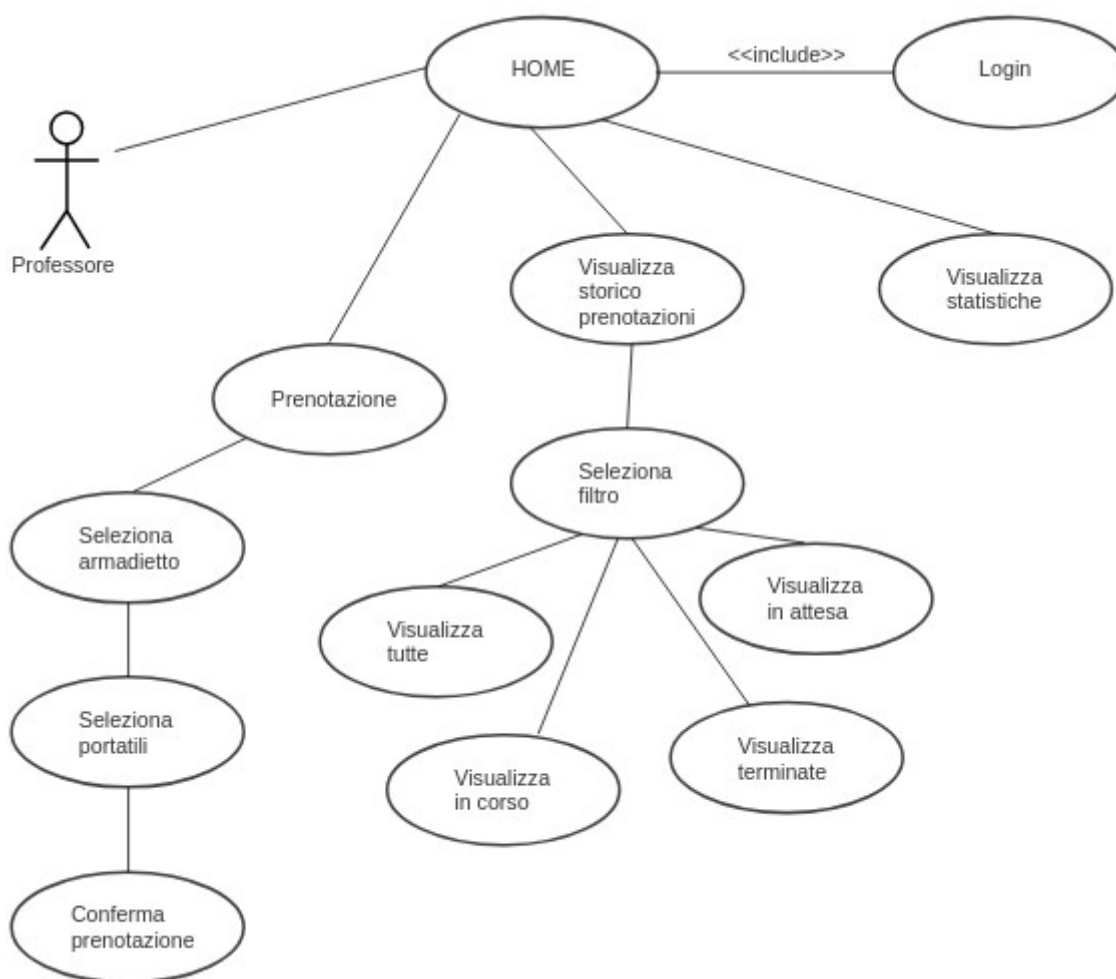 HOME
<<include>>
Login
Professore
Visualizza
storico
prenotazioni
Visualizza
statistiche
Prenotazione
Seleziona
filtro
Seleziona
armadietto
Visualizza
in attesa
Visualizza
tutte
Seleziona
portatili
Visualizza
in corso
Visualizza
terminate
Conferma
prenotazione